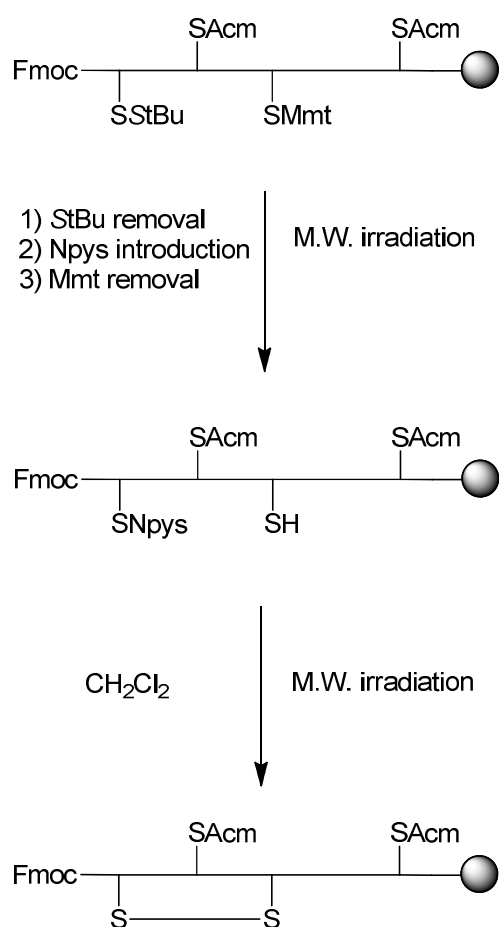 SAcm SAcm
Fmoc
SStBu SMmt
1) StBu removal
2) Npys introduction
3) Mmt removal
M.W. irradiation
SAcm SAcm
Fmoc
SNpys SH
CH₂Cl₂ M.W. irradiation
SAcm SAcm
Fmoc
S S